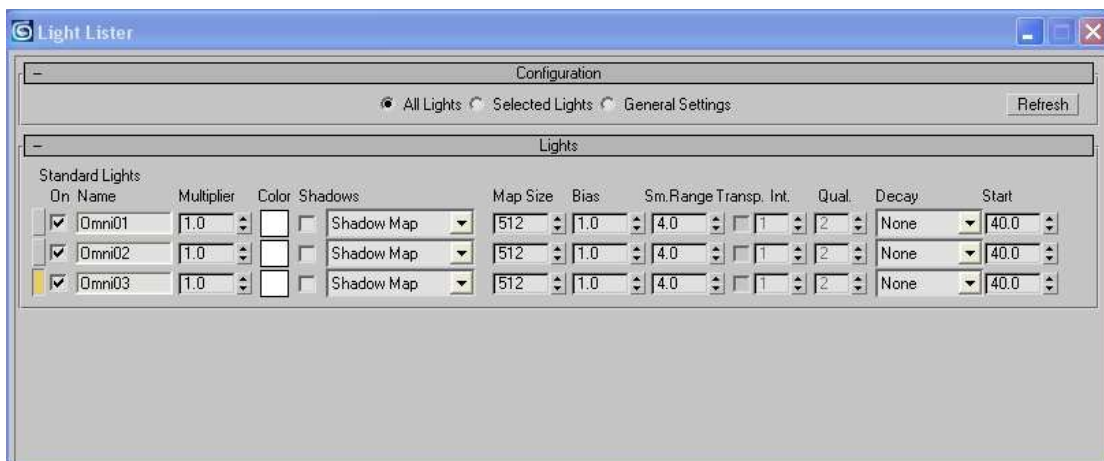 Light Lister
Configuration
All Lights Selected Lights General Settings Refresh
Lights
Standard Lights
On Name Multiplier Color Shadows Map Size Bias Sm.Range Transp. Int. Qual. Decay Start
Omni01 1.0 Shadow Map 512 1.0 4.0 1 2 None 40.0
Omni02 1.0 Shadow Map 512 1.0 4.0 1 2 None 40.0
Omni03 1.0 Shadow Map 512 1.0 4.0 1 2 None 40.0